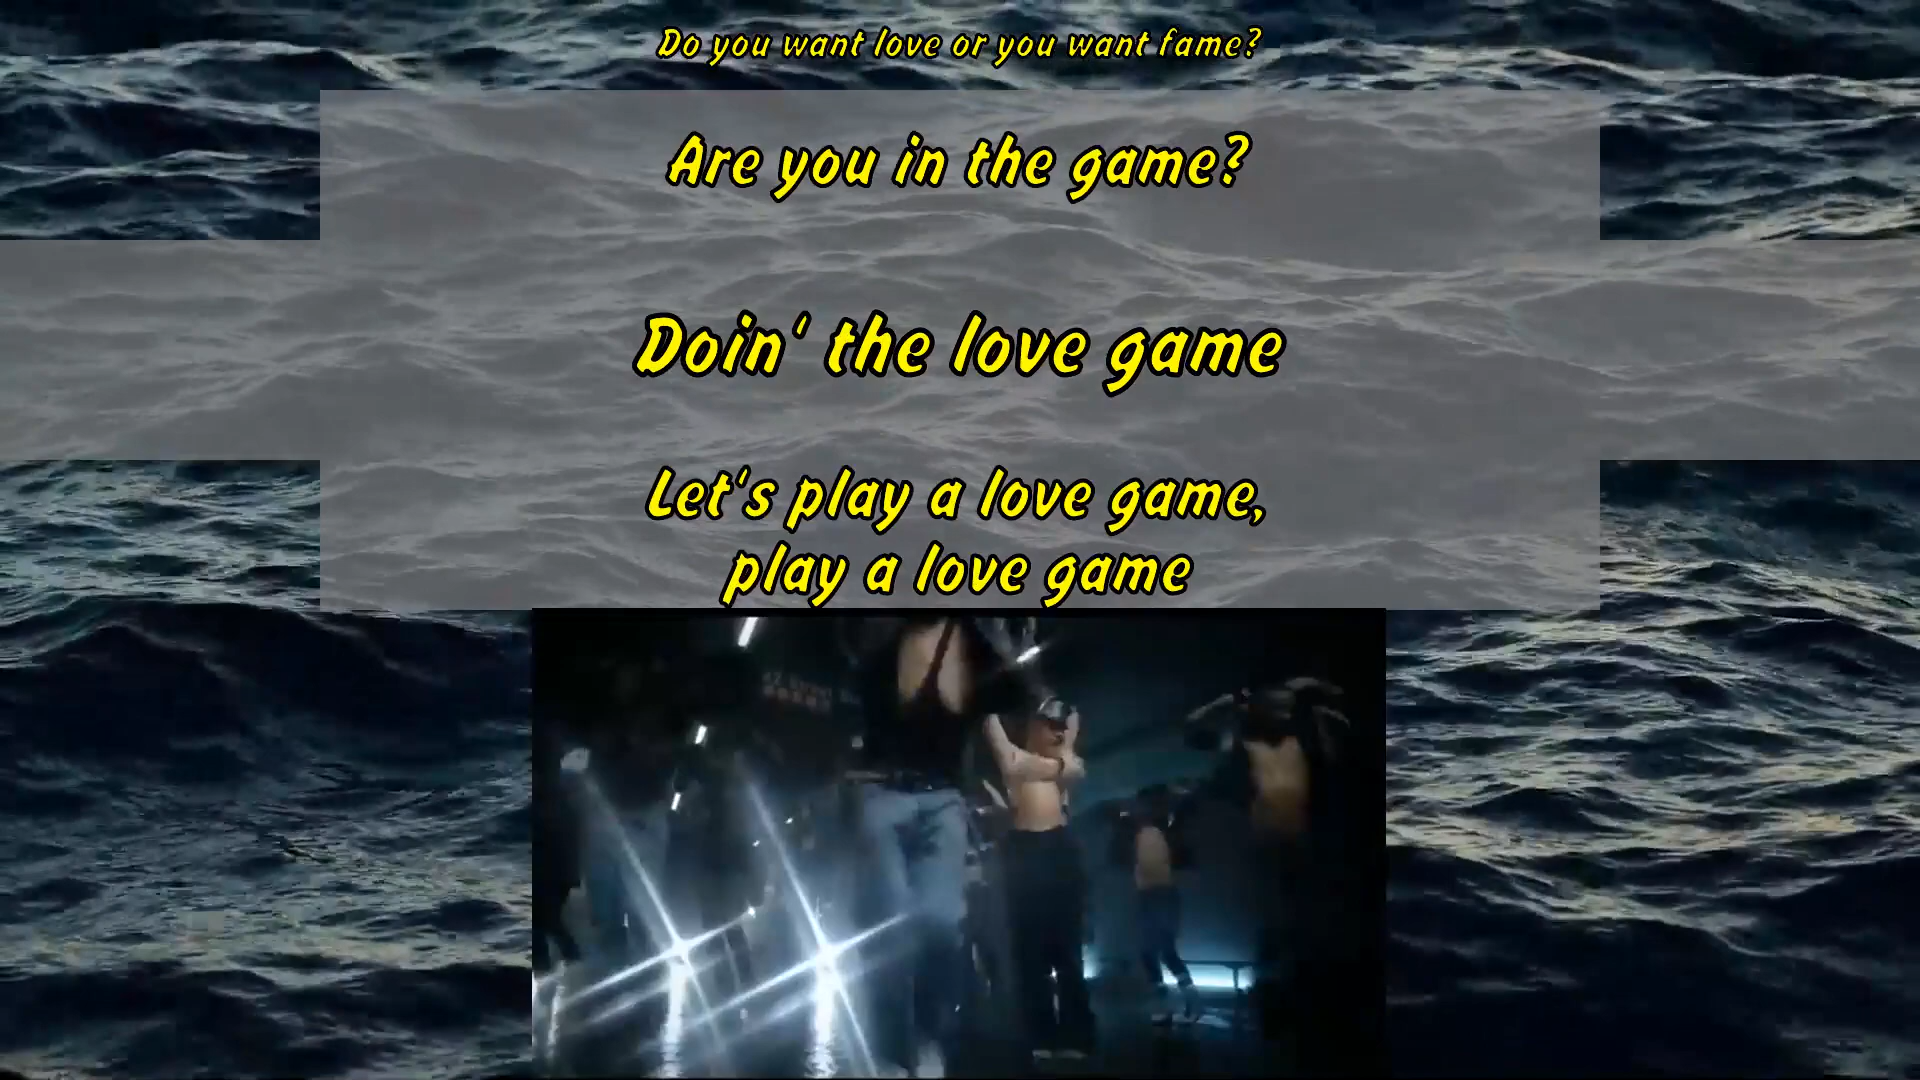 Do you want love or you want fame?
Are you in the game?
Doin' the love game
Let's play a love game,
play a love game